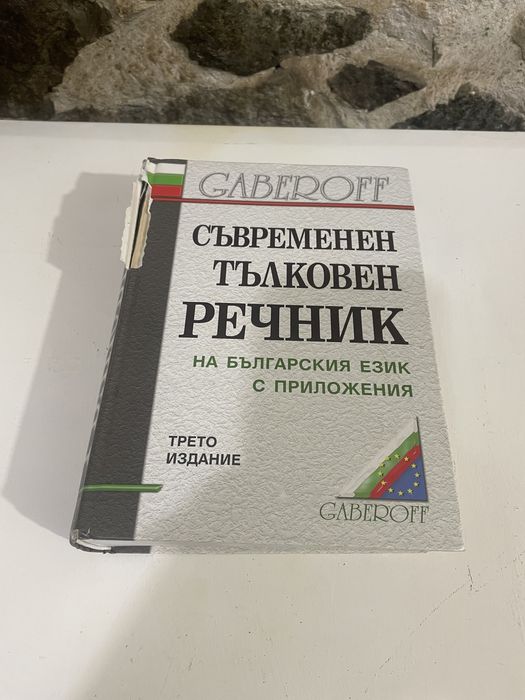 GABEROFF
СЪВРЕМЕНЕН
ТЪЛКОВЕН
РЕЧНИК
НА БЪЛГАРСКИЯ ЕЗИК
С ПРИЛОЖЕНИЯ
ТРЕТО
ИЗДАНИЕ
GABEROFF